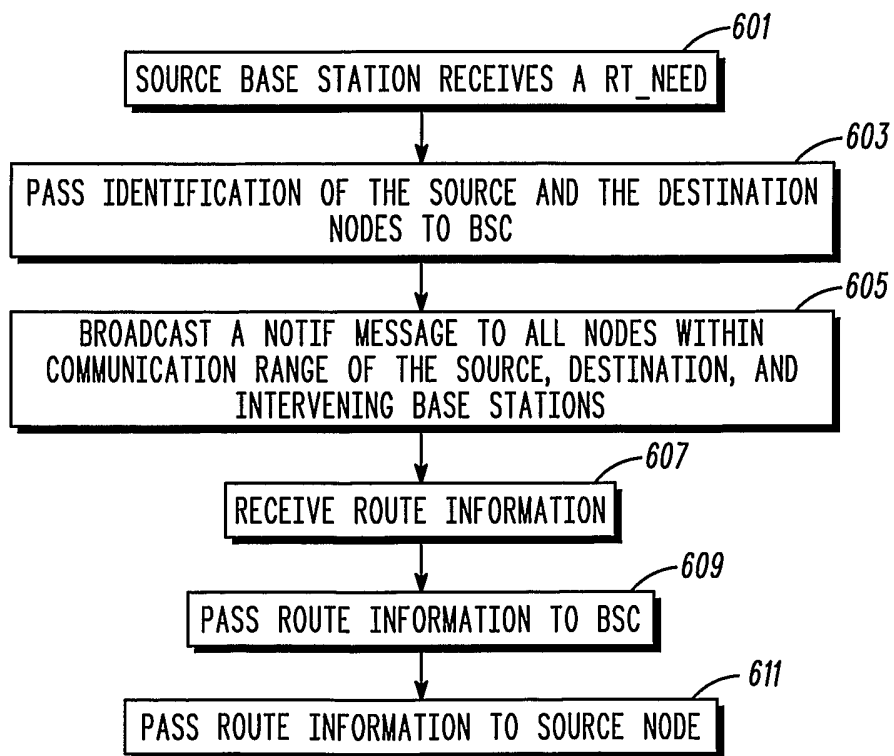 601
SOURCE BASE STATION RECEIVES A RT_NEED
603
PASS IDENTIFICATION OF THE SOURCE AND THE DESTINATION
NODES TO BSC
605
BROADCAST A NOTIF MESSAGE TO ALL NODES WITHIN
COMMUNICATION RANGE OF THE SOURCE, DESTINATION, AND
INTERVENING BASE STATIONS
607
RECEIVE ROUTE INFORMATION
609
PASS ROUTE INFORMATION TO BSC
611
PASS ROUTE INFORMATION TO SOURCE NODE